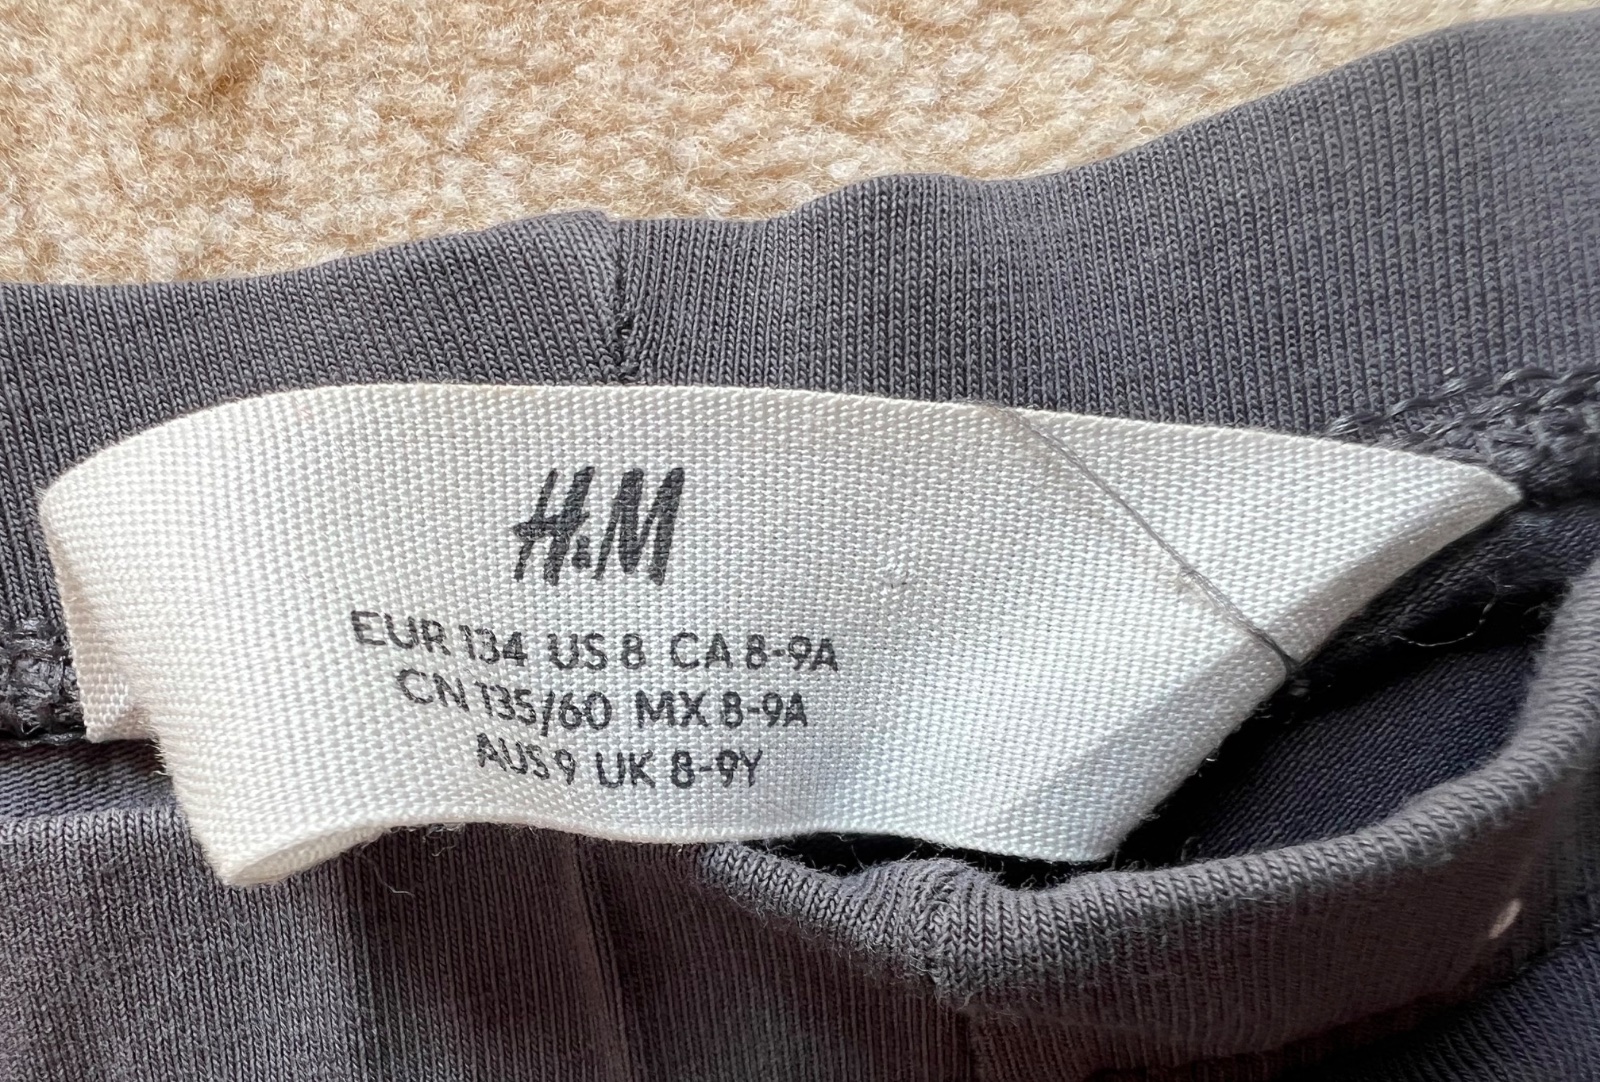 H&M
EUR 134 US 8 CA 8-9A
CN 135/60 MX 8-9A
AUS 9 UK 8-9Y